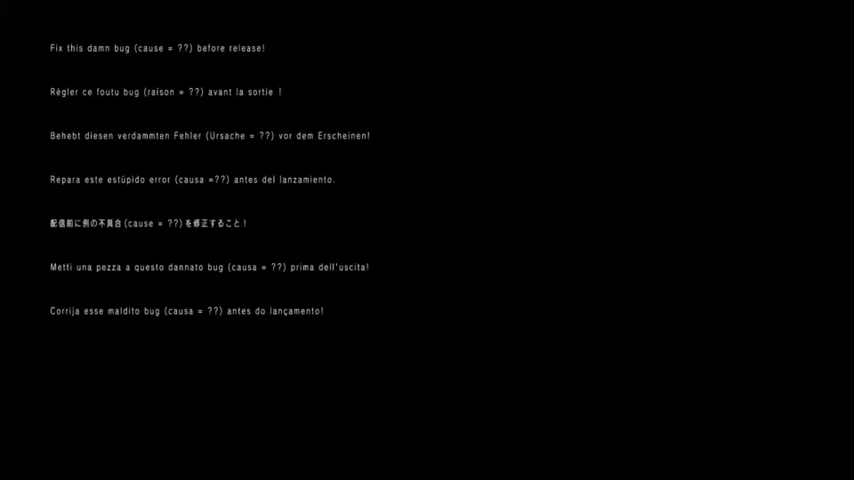 Fix this damn bug (cause = ??) before release!
Régler ce foutu bug (raison = ??) avant la sortie !
Behebt diesen verdammten Fehler (Ursache = ??) vor dem Erscheinen!
Repara este estúpido error (causa =??) antes del lanzamiento.
配信前に例の不具合(cause = ??)を修正すること!
Metti una pezza a questo dannato bug (causa = ??) prima dell'uscita!
Corrija esse maldito bug (causa = ??) antes do lançamento!